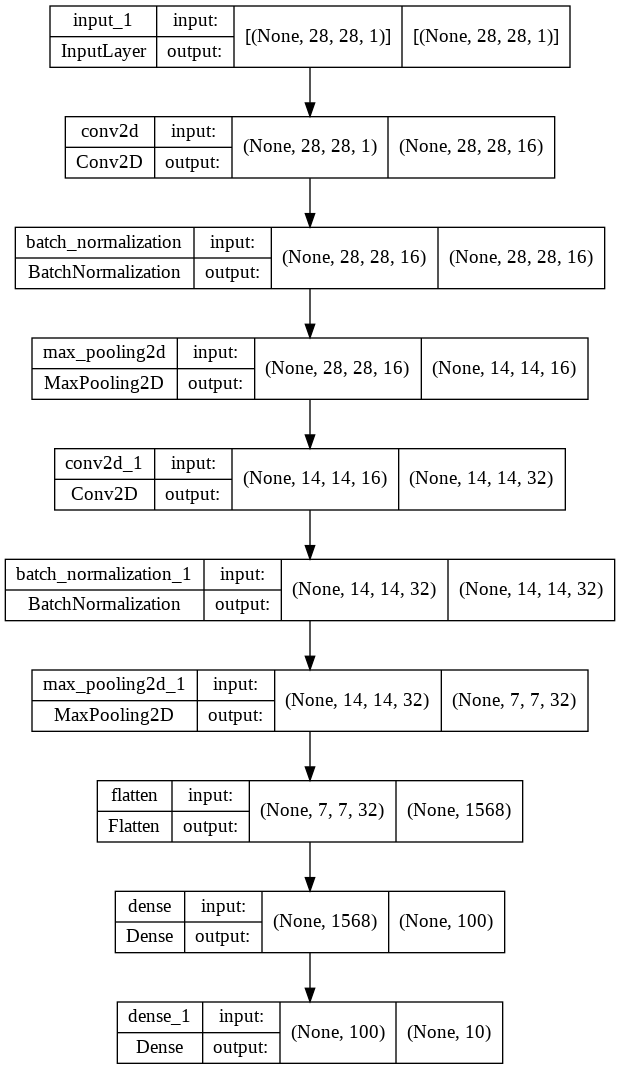 input_1 input: [(None, 28, 28, 1)] [(None, 28, 28, 1)]
InputLayer output:
conv2d input: (None, 28, 28, 1) (None, 28, 28, 16)
Conv2D output:
batch_normalization input: (None, 28, 28, 16) (None, 28, 28, 16)
BatchNormalization output:
max_pooling2d input: (None, 28, 28, 16) (None, 14, 14, 16)
MaxPooling2D output:
conv2d_1 input: (None, 14, 14, 16) (None, 14, 14, 32)
Conv2D output:
batch_normalization_1 input: (None, 14, 14, 32) (None, 14, 14, 32)
BatchNormalization output:
max_pooling2d_1 input: (None, 14, 14, 32) (None, 7, 7, 32)
MaxPooling2D output:
flatten input: (None, 7, 7, 32) (None, 1568)
Flatten output:
dense input: (None, 1568) (None, 100)
Dense output:
dense_1 input: (None, 100) (None, 10)
Dense output: